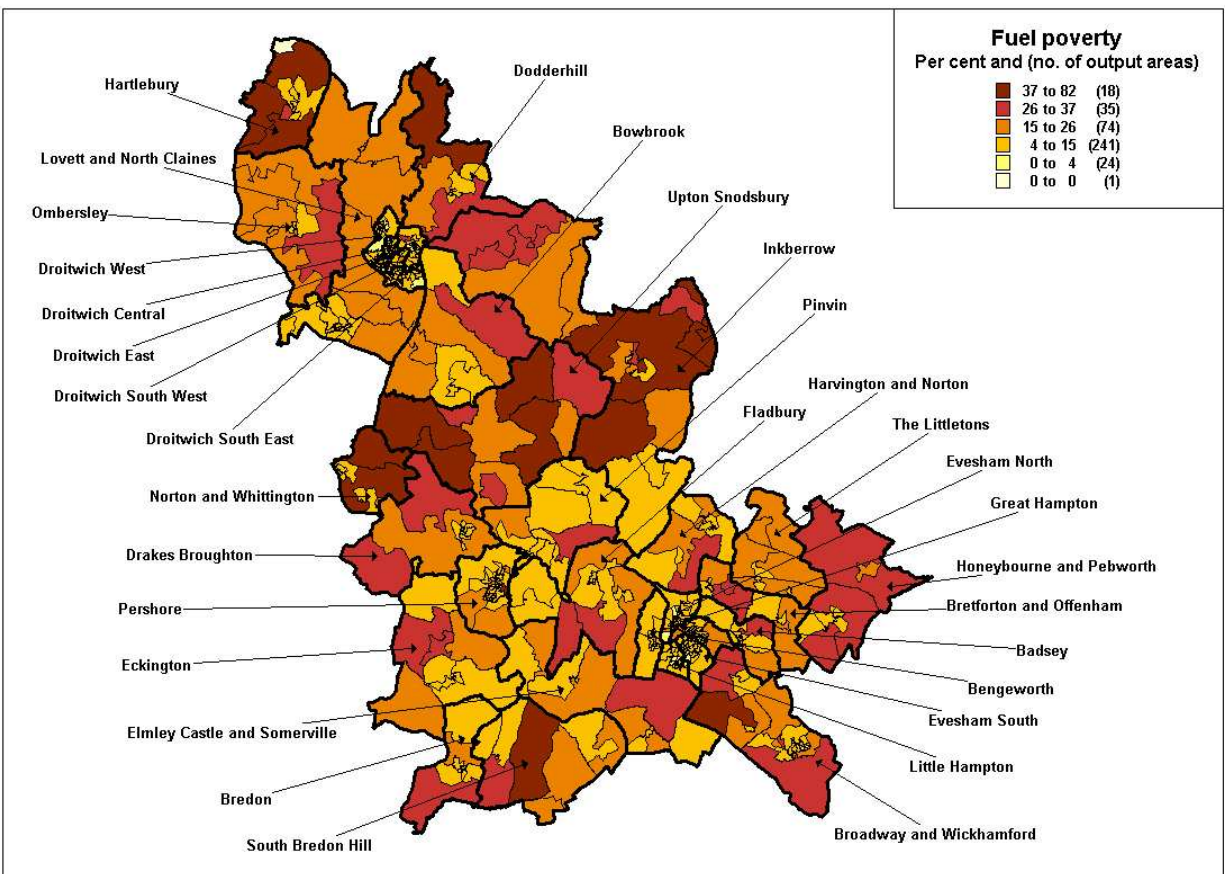 Fuel poverty
Per cent and (no. of output areas)
37 to 82 (18)
26 to 37 (35)
15 to 26 (74)
4 to 15 (241)
0 to 4 (24)
0 to 0 (1)
Hartlebury
Lovett and North Claines
Ombersley
Droitwich West
Droitwich Central
Droitwich East
Droitwich South West
Droitwich South East
Norton and Whittington
Drakes Broughton
Pershore
Eckington
Elmley Castle and Somerville
Bredon
South Bredon Hill
Dodderhill
Bowbrook
Upton Snodsbury
Inkberrow
Pinvin
Harvington and Norton
Fladbury
The Littletons
Evesham North
Great Hampton
Honeybourne and Pebworth
Bretforton and Offenham
Badsey
Bengeworth
Evesham South
Little Hampton
Broadway and Wickhamford